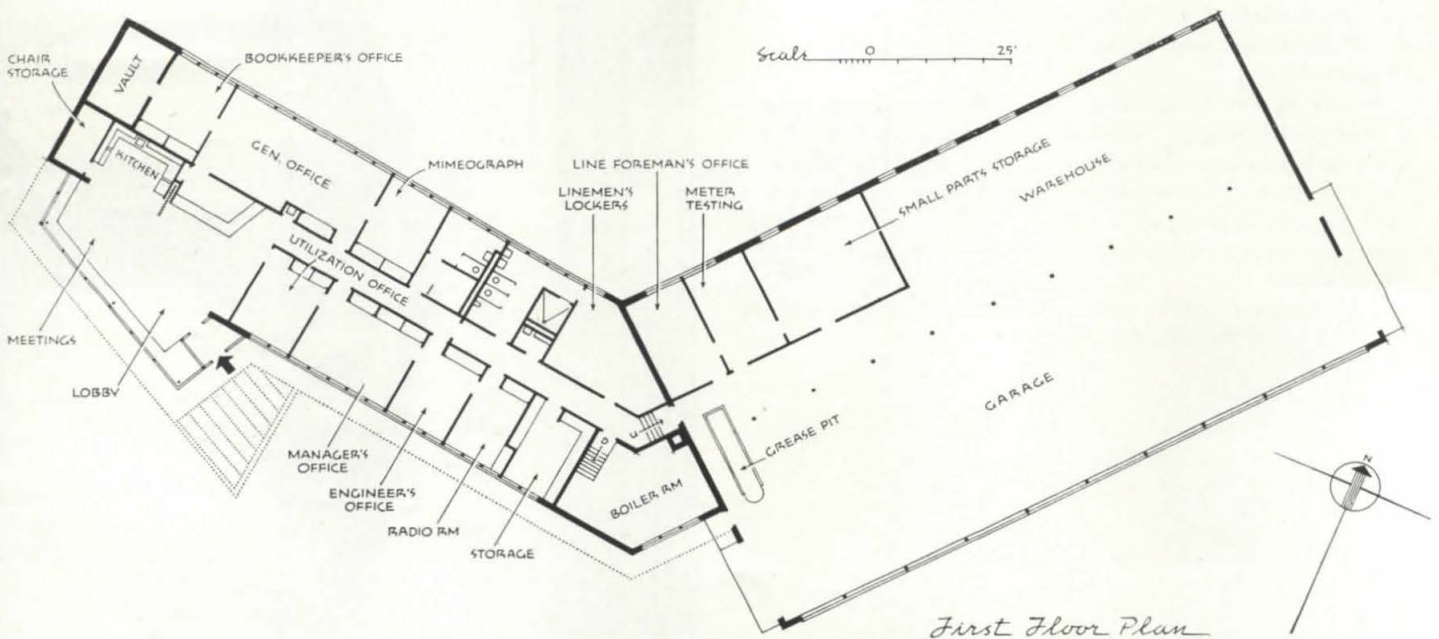 CHAIR
STORAGE
VAULT
BOOKKEEPER'S OFFICE
Scale
0
25'
KITCHEN
GEN. OFFICE
MIMEOGRAPH
LINE FOREMAN'S OFFICE
LINEMEN'S
LOCKERS
METER
TESTING
SMALL PARTS STORAGE
WAREHOUSE
UTILIZATION OFFICE
MEETINGS
LOBBY
MANAGER'S
OFFICE
ENGINEER'S
OFFICE
RADIO RM
STORAGE
BOILER RM
GREASE PIT
GARAGE
N
First Floor Plan